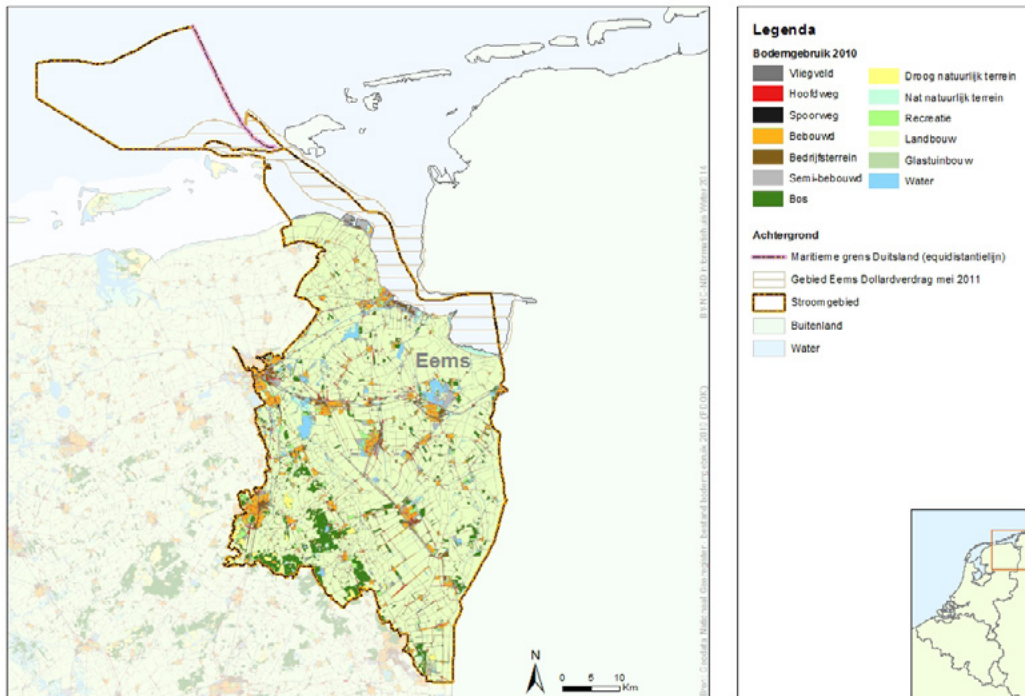 Eems
N
0 5 10
Km
Legenda
Bodemgebruik 2010
Vliegveld
Hoofdweg
Spoorweg
Bebouwd
Bedrijfsterrein
Semi-bebouwd
Bos
Droog natuurlijk terrein
Nat natuurlijk terrein
Recreatie
Landbouw
Glastuinbouw
Water
Achtergrond
Maritieme grens Duitsland (equidistantielijn)
Gebied Eems Dollardverdrag mei 2011
Stroomgebied
Buitenland
Water